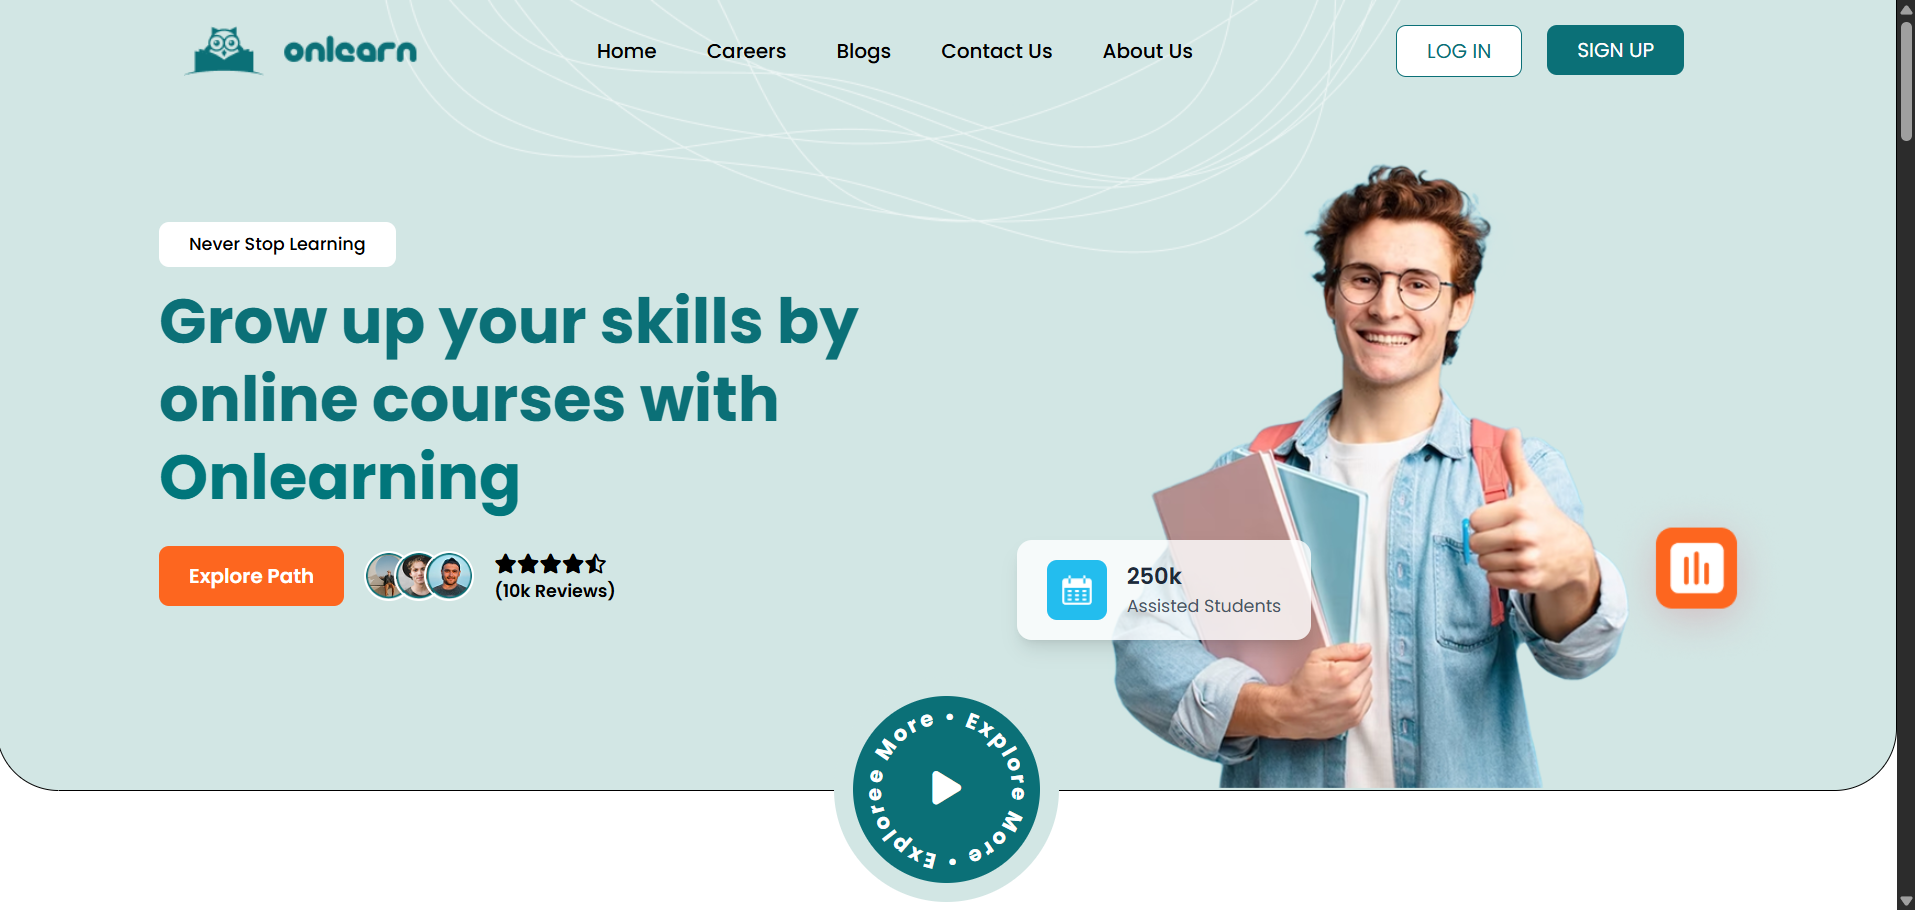 onlearn
Home
Careers
Blogs
Contact Us
About Us
LOG IN
SIGN UP
Never Stop Learning
Grow up your skills by
online courses with
Onlearning
Explore Path
(10k Reviews)
250k
Assisted Students
Explore More • Exploree More •